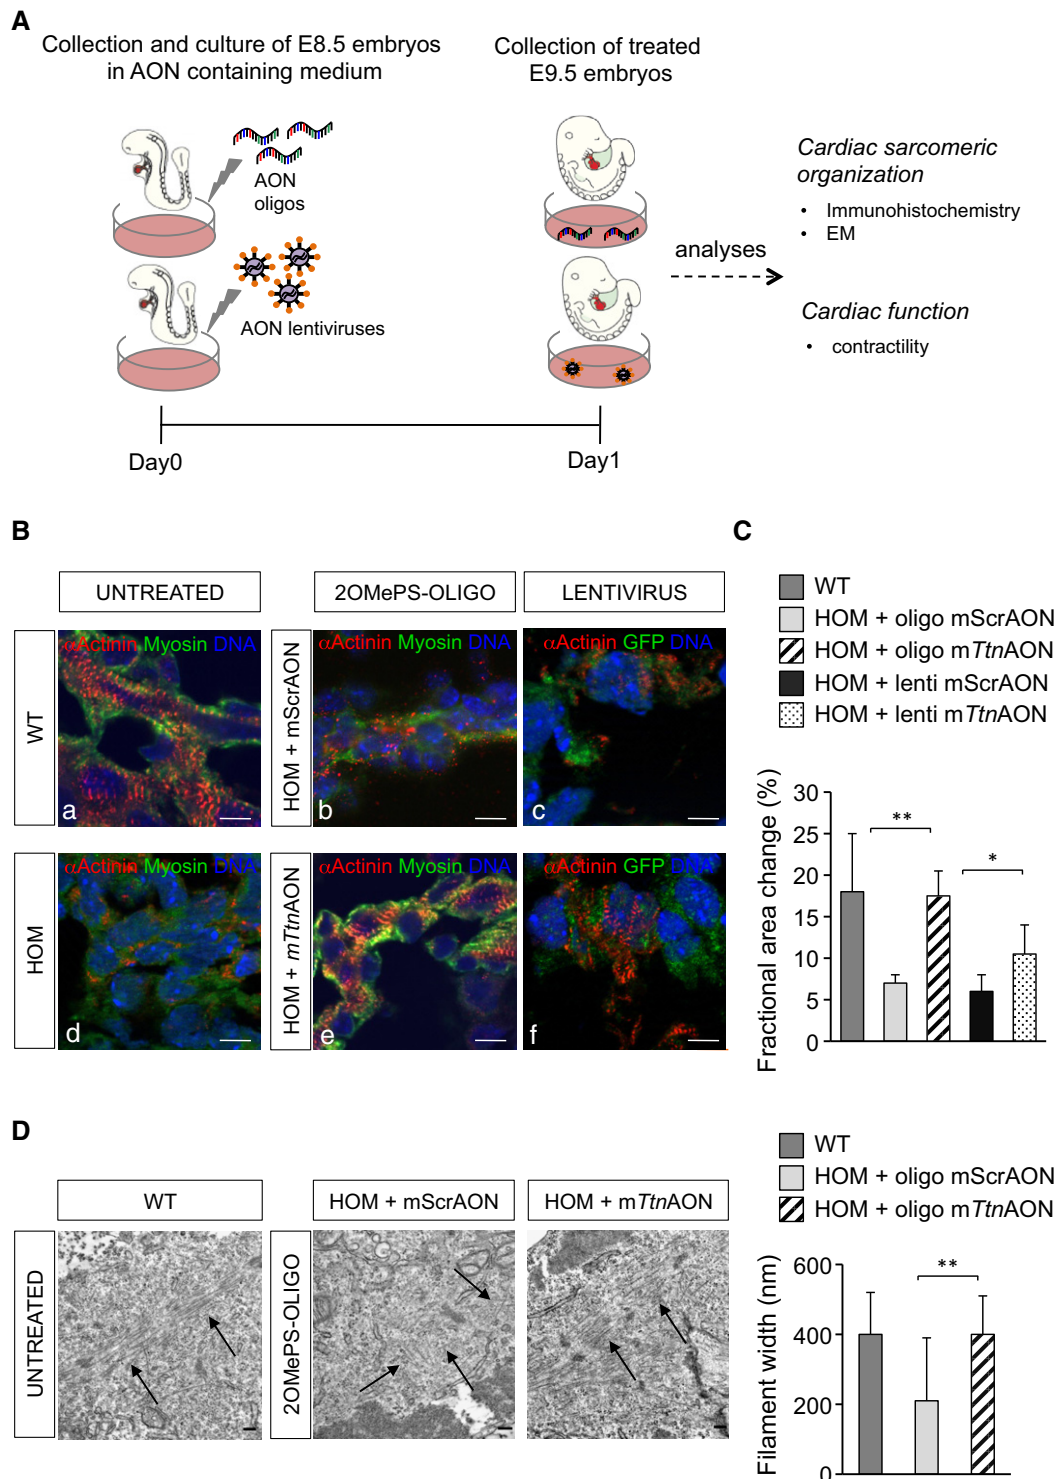 A
Collection and culture of E8.5 embryos
in AON containing medium
Collection of treated
E9.5 embryos
AON
oligos
AON lentiviruses
analyses
Cardiac sarcomeric
organization
• Immunohistochemistry
• EM
Cardiac function
• contractility
Day0
Day1
B
UNTREATED
2OMePS-OLIGO
LENTIVIRUS
WT
αActinin Myosin DNA
a
HOM + mScrAON
αActinin Myosin DNA
b
αActinin GFP DNA
c
HOM
αActinin Myosin DNA
d
HOM + mTtnAON
αActinin Myosin DNA
e
αActinin GFP DNA
f
C
WT
HOM + oligo mScrAON
HOM + oligo mTtnAON
HOM + lenti mScrAON
HOM + lenti mTtnAON
Fractional area change (%)
30
25
20
15
10
5
0
**
*
D
WT
HOM + mScrAON
HOM + mTtnAON
UNTREATED
2OMePS-OLIGO
WT
HOM + oligo mScrAON
HOM + oligo mTtnAON
Filament width (nm)
600
400
200
0
**